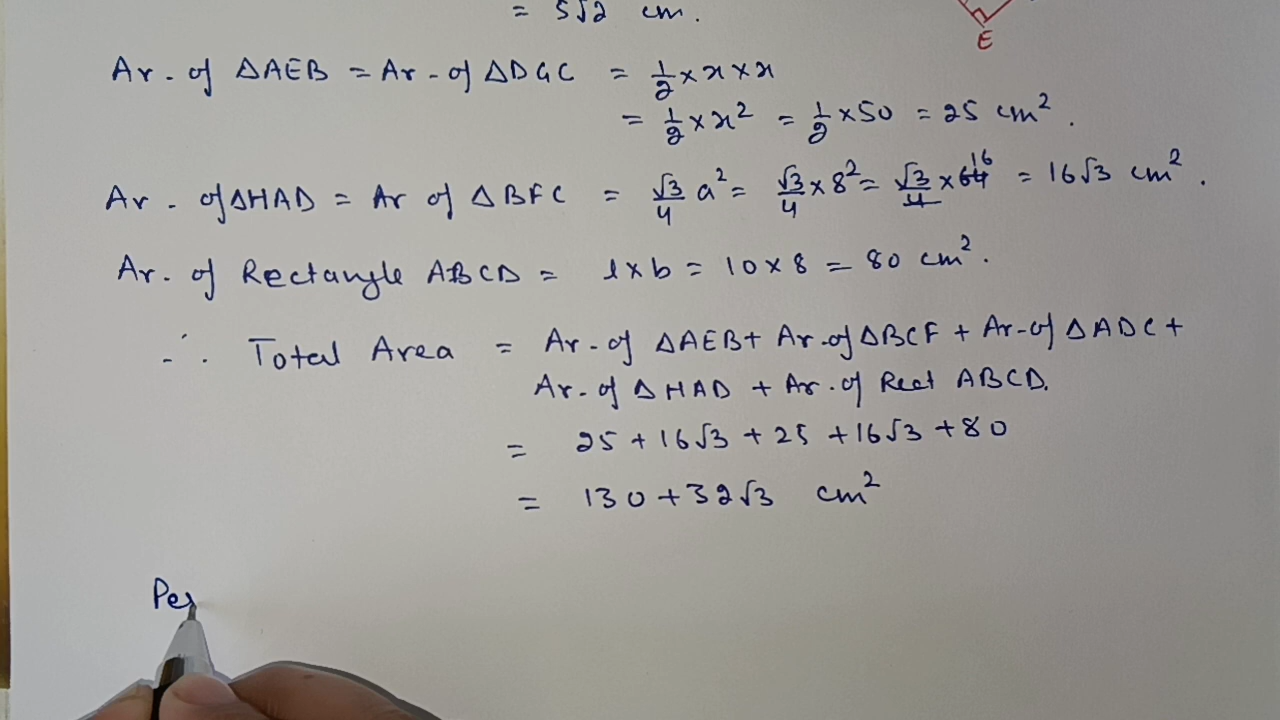 = 5√2 cm.
E
Ar. of ΔAEB = Ar. of ΔDGC = 1/2 × x × x
= 1/2 × x² = 1/2 × 50 = 25 cm².
Ar. of ΔHAD = Ar of ΔBFC = √3/4 a² = √3/4 × 8² = √3/4 × 64 16 = 16√3 cm².
Ar. of Rectangle ABCD = l × b = 10 × 8 = 80 cm².
∴ Total Area = Ar. of ΔAEB + Ar. of ΔBCF + Ar. of ΔADC +
Ar. of ΔHAD + Ar. of Rect ABCD.
= 25 + 16√3 + 25 + 16√3 + 80
= 130 + 32√3 cm²
Per